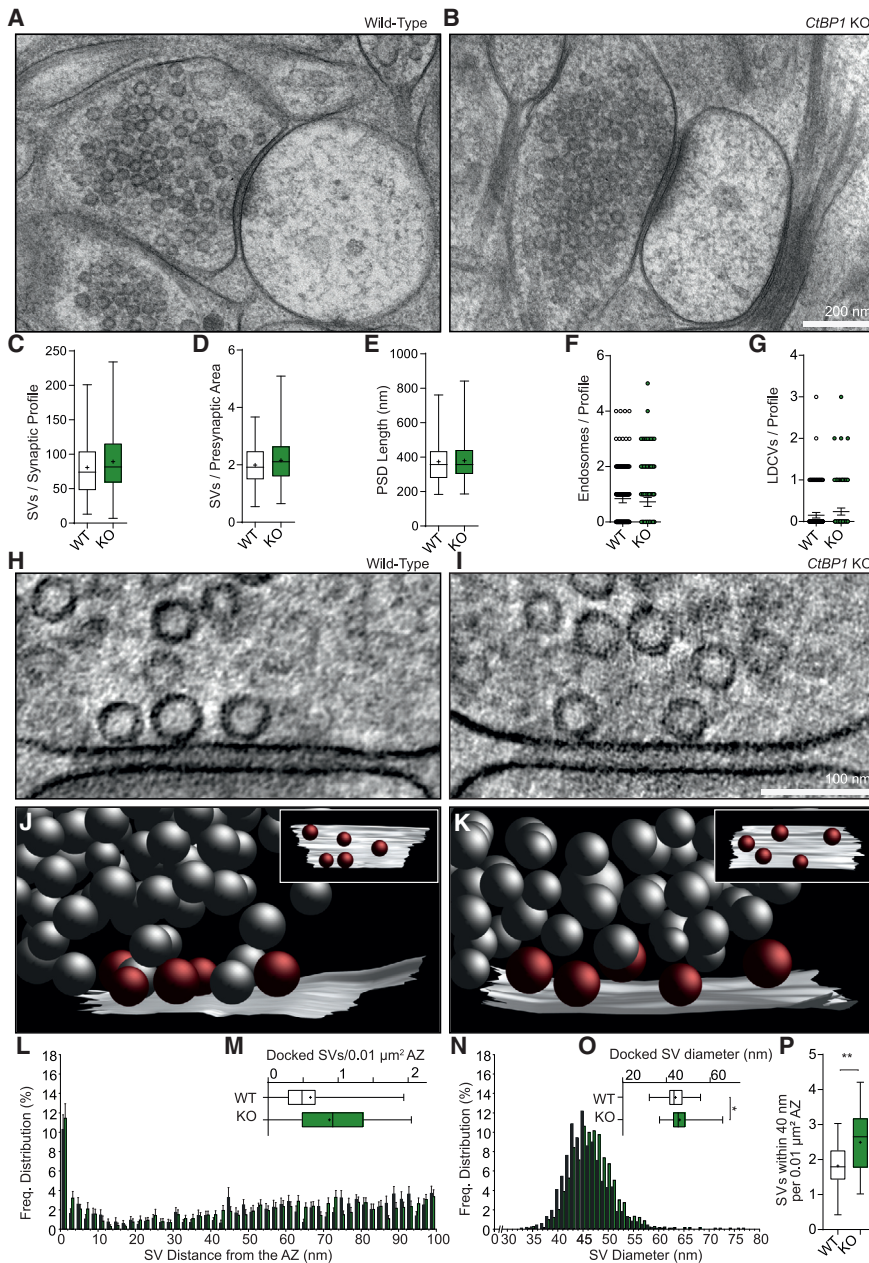 A Wild-Type
B CtBP1 KO
200 nm
C
SVs / Synaptic Profile
250
200
150
100
50
0
WT KO
D
SVs / Presynaptic Area
6
4
2
0
WT KO
E
PSD Length (nm)
1000
800
600
400
200
0
WT KO
F
Endosomes / Profile
6
4
2
0
WT KO
G
LDCVs / Profile
4
3
2
1
0
WT KO
H Wild-Type
I CtBP1 KO
100 nm
J
K
L
Freq. Distribution (%)
18
16
14
12
10
8
6
4
2
0
0 10 20 30 40 50 60 70 80 90 100
SV Distance from the AZ (nm)
M
Docked SVs/0.01 µm² AZ
0 1 2
WT
KO
N
Freq. Distribution (%)
18
16
14
12
10
8
6
4
2
0
0 30 35 40 45 50 55 60 65 70 75 80
SV Diameter (nm)
O
Docked SV diameter (nm)
20 40 60
WT
KO
*
P
SVs within 40 nm
per 0.01 µm² AZ
5
4
3
2
1
0
**
WT KO